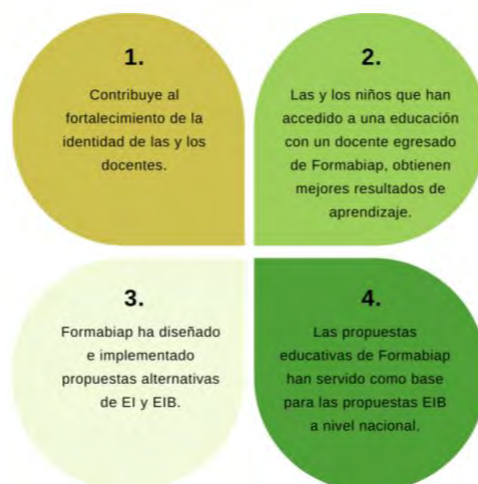 1.
Contribuye al
fortalecimiento de la
identidad de las y los
docentes.
2.
Las y los niños que han
accedido a una educación
con un docente egresado
de Formabiap, obtienen
mejores resultados de
aprendizaje.
3.
Formabiap ha diseñado
e implementado
propuestas alternativas
de EI y EIB.
4.
Las propuestas
educativas de Formabiap
han servido como base
para las propuestas EIB
a nivel nacional.